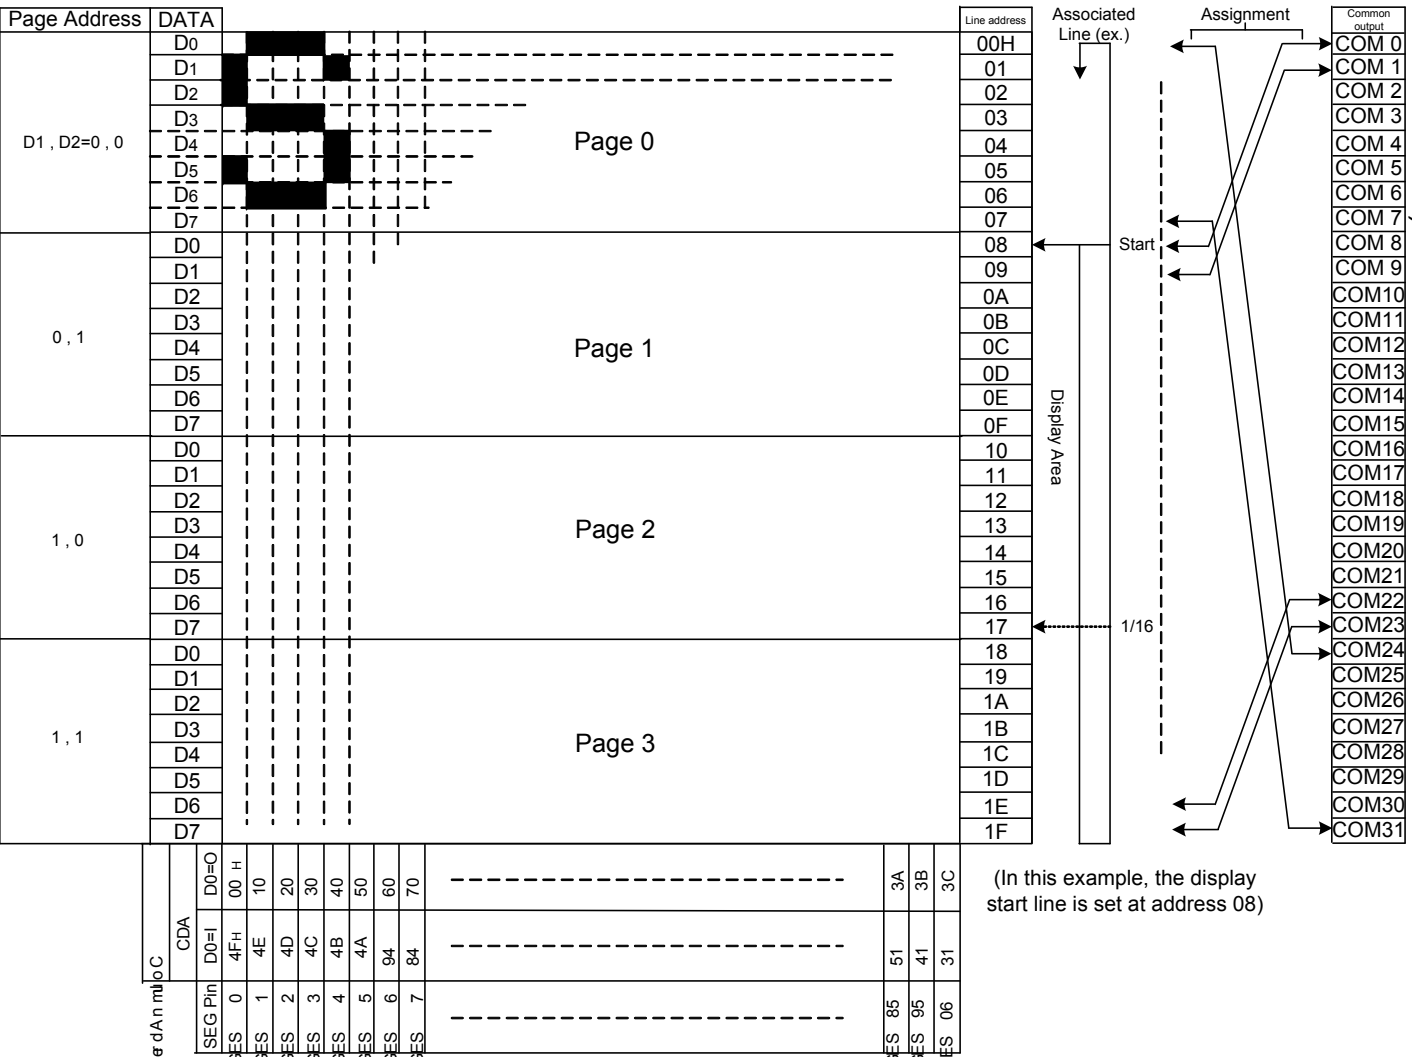 Page Address DATA Line address Associated Line (ex.) Assignment Common output
D0 00H COM 0
D1 01 COM 1
D2 02 COM 2
D3 03 COM 3
D1 , D2=0 , 0 D4 Page 0 04 COM 4
D5 05 COM 5
D6 06 COM 6
D7 07 COM 7
D0 08 Start COM 8
D1 09 COM 9
D2 0A COM10
D3 0B COM11
0 , 1 D4 Page 1 0C COM12
D5 0D COM13
D6 0E COM14
D7 0F COM15
D0 10 COM16
Display Area
D1 11 COM17
D2 12 COM18
D3 Page 2 13 COM19
1 , 0 D4 14 COM20
D5 15 COM21
D6 16 COM22
D7 17 1/16 COM23
D0 18 COM24
D1 19 COM25
D2 1A COM26
1 , 1 D3 Page 3 1B COM27
D4 1C COM28
D5 1D COM29
D6 1E COM30
D7 1F COM31
CDA D0=O 00 H 10 20 30 40 50 60 70 3A 3B 3C
D0=I 4FH 4E 4D 4C 4B 4A 94 84 51 41 31
SEG Pin 0 1 2 3 4 5 6 7 85 95 06
(In this example, the display
start line is set at address 08)